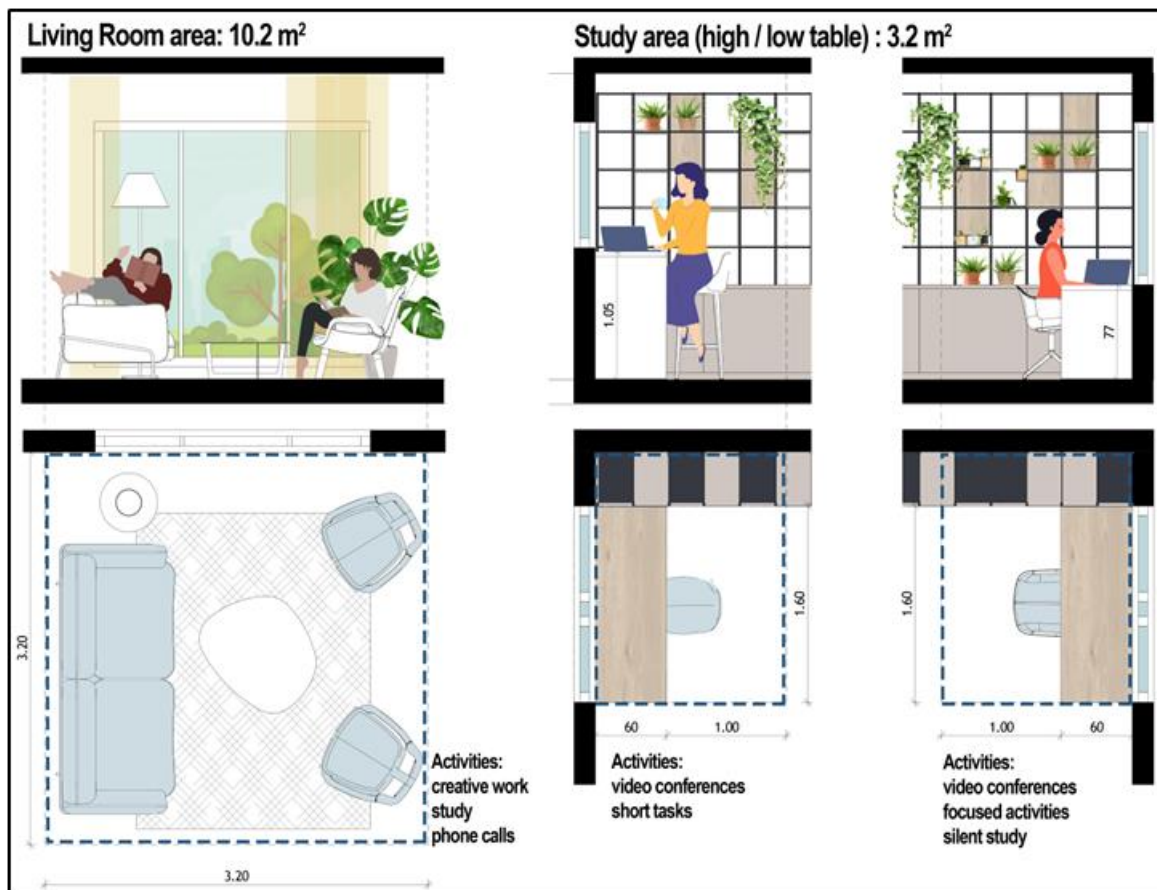 Living Room area: 10.2 m²
Study area (high / low table) : 3.2 m²
1.05
77
3.20
1.60
1.60
60
1.00
1.00
60
Activities:
creative work
study
phone calls
Activities:
video conferences
short tasks
Activities:
video conferences
focused activities
silent study
3.20